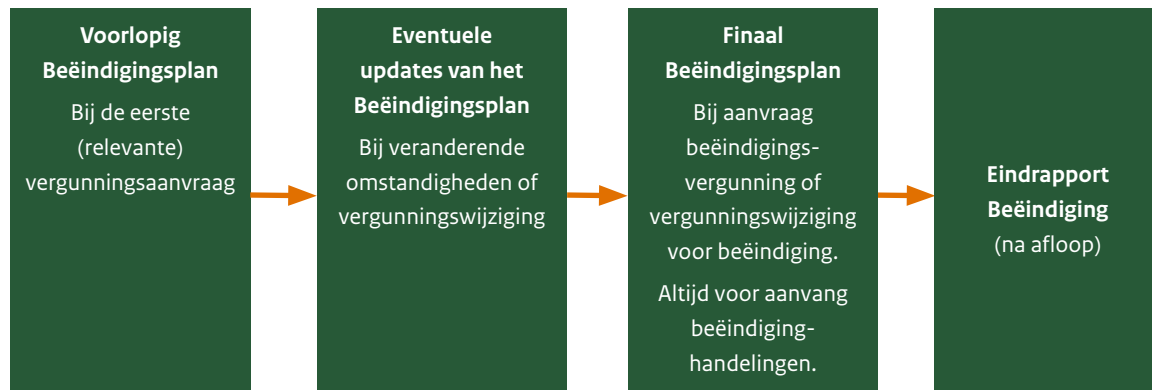 Voorlopig
Beëindigingsplan
Bij de eerste
(relevante)
vergunningsaanvraag
Eventuele
updates van het
Beëindigingsplan
Bij veranderende
omstandigheden of
vergunningswijziging
Finaal
Beëindigingsplan
Bij aanvraag
beëindigings-
vergunning of
vergunningswijziging
voor beëindiging.
Altijd voor aanvang
beëindiging-
handelingen.
Eindrapport
Beëindiging
(na afloop)